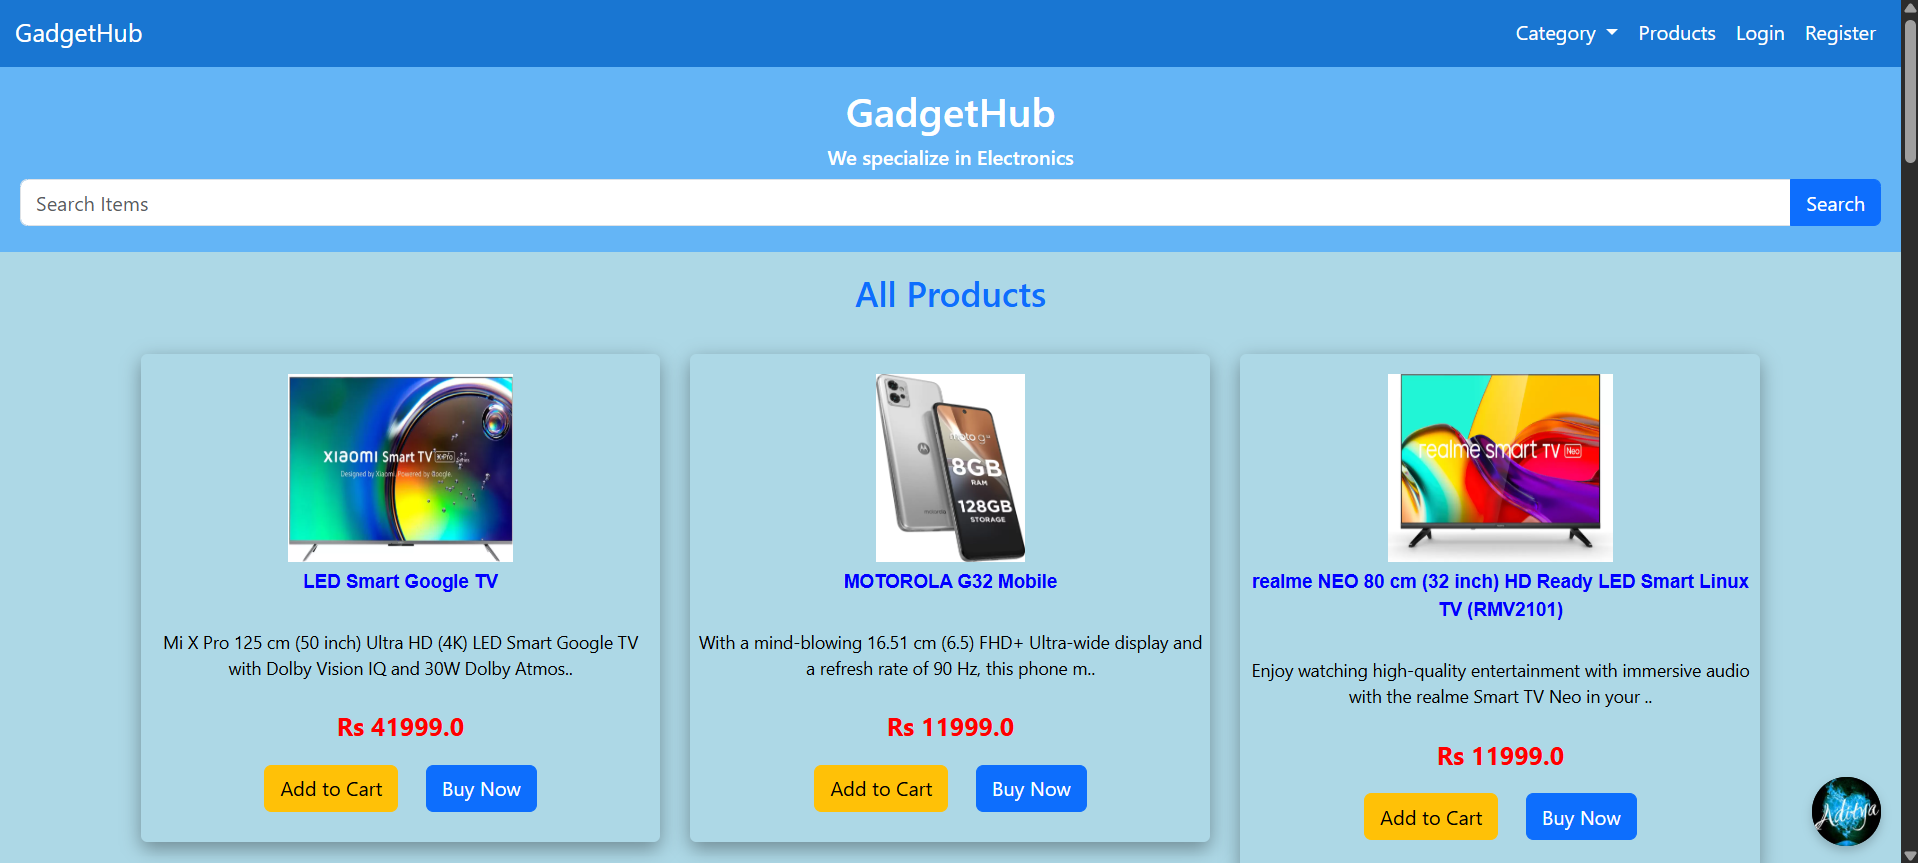 GadgetHub
Category Products Login Register
GadgetHub
We specialize in Electronics
Search Items Search
All Products
xiaomi Smart TV X Pro Series
Designed by Xiaomi. Powered by Google.
LED Smart Google TV
Mi X Pro 125 cm (50 inch) Ultra HD (4K) LED Smart Google TV
with Dolby Vision IQ and 30W Dolby Atmos..
Rs 41999.0
Add to Cart Buy Now
moto g32
8GB
RAM
128GB
STORAGE
motorola
MOTOROLA G32 Mobile
With a mind-blowing 16.51 cm (6.5) FHD+ Ultra-wide display and
a refresh rate of 90 Hz, this phone m..
Rs 11999.0
Add to Cart Buy Now
realme smart TV Neo
realme NEO 80 cm (32 inch) HD Ready LED Smart Linux
TV (RMV2101)
Enjoy watching high-quality entertainment with immersive audio
with the realme Smart TV Neo in your ..
Rs 11999.0
Add to Cart Buy Now
Aditya